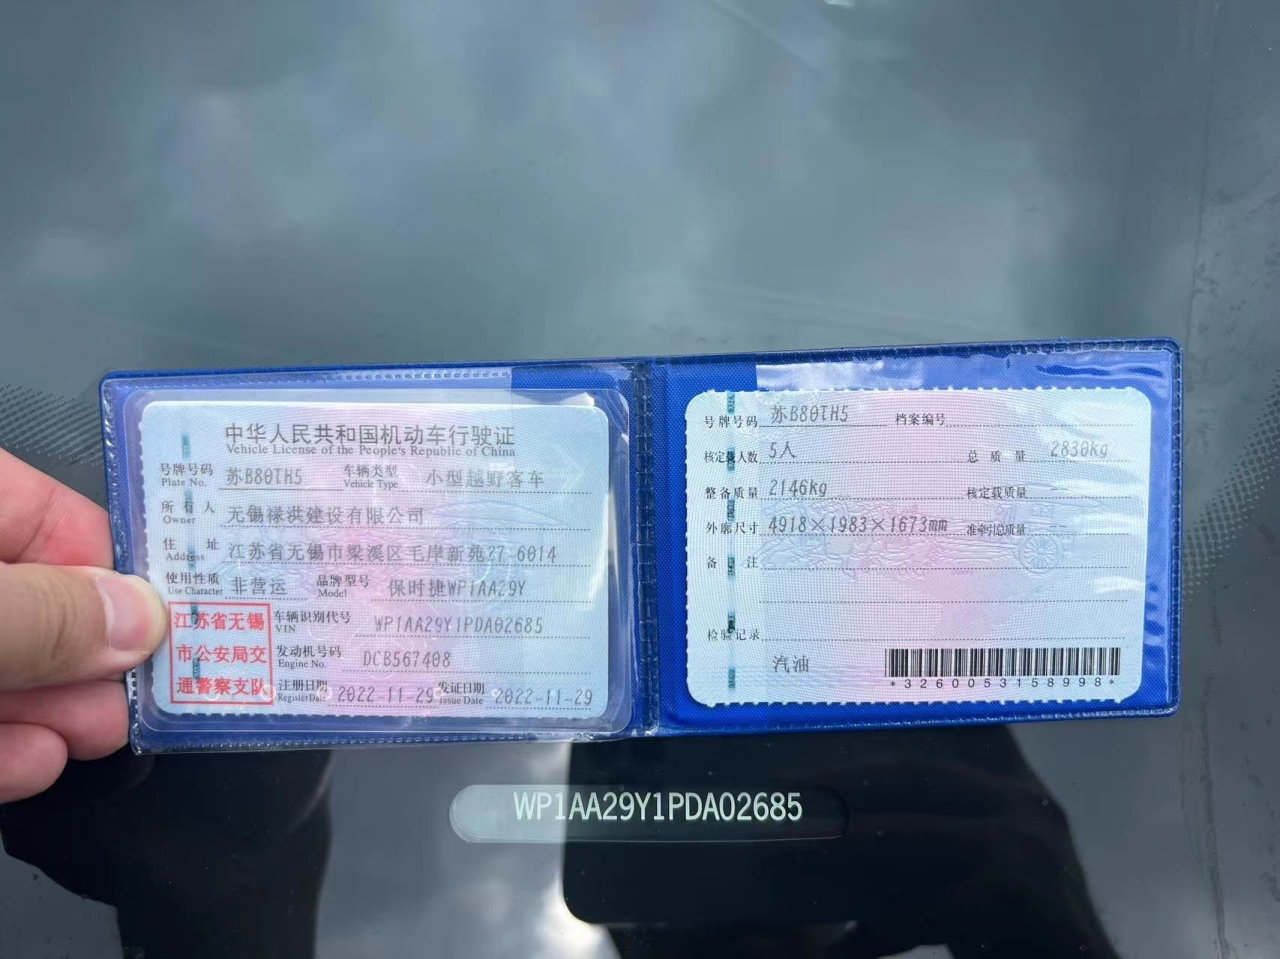 中华人民共和国机动车行驶证
Vehicle License of the People's Republic of China
号牌号码 苏B80TH5 车辆类型 小型越野客车
Plate No. Vehicle Type
所有人 无锡禄洪建设有限公司
Owner
住址 江苏省无锡市梁溪区毛岸新苑27-6014
Address
使用性质 非营运 品牌型号 保时捷WP1AA29Y
Use Character Model
江苏省无锡
市公安局交
通警察支队
车辆识别代号 WP1AA29Y1PDA02685
VIN
发动机号码 DCB567408
Engine No.
注册日期 2022-11-29 发证日期 2022-11-29
Register Date Issue Date
号牌号码 苏B80TH5 档案编号
核定载人数 5人 总质量 2830kg
整备质量 2146kg 核定载质量
外廓尺寸 4918×1983×1673mm 准牵引总质量
备注
检验记录
汽油
*3260053158998*
WP1AA29Y1PDA02685